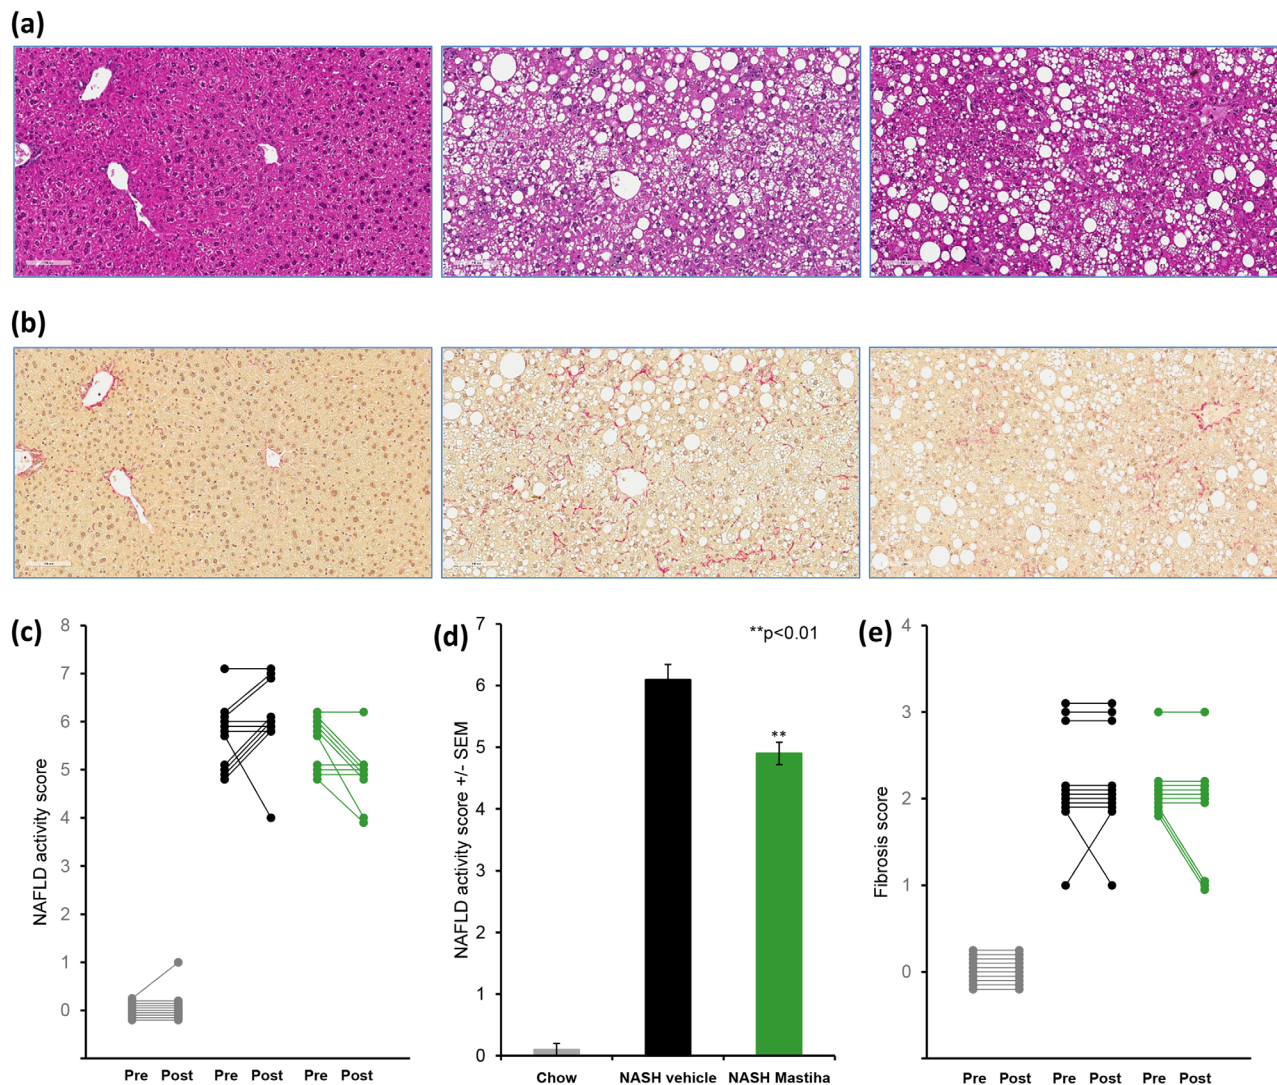 (a)
(b)
(c)
NAFLD activity score
8
7
6
5
4
3
2
1
0
Pre Post Pre Post Pre Post
(d)
**p<0.01
NAFLD activity score +/- SEM
7
6
5
4
3
2
1
0
**
Chow NASH vehicle NASH Mastiha
(e)
Fibrosis score
4
3
2
1
0
Pre Post Pre Post Pre Post